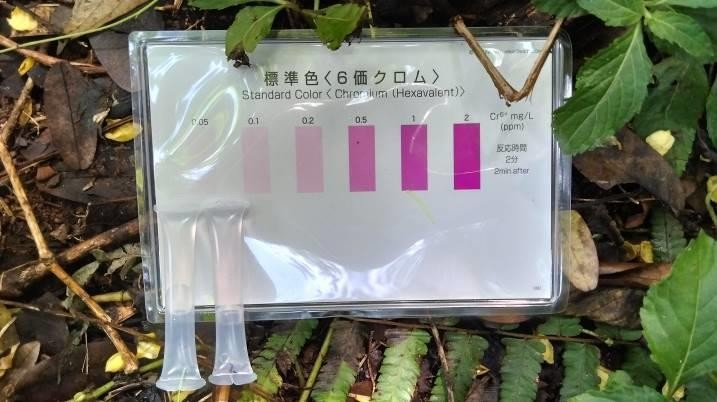 標準色〈6価クロム〉
Standard Color〈 Chromium (Hexavalent)〉
0.05 0.1 0.2 0.5 1 2
Cr⁶⁺ mg/L
(ppm)
反応時間
2分
2min.after